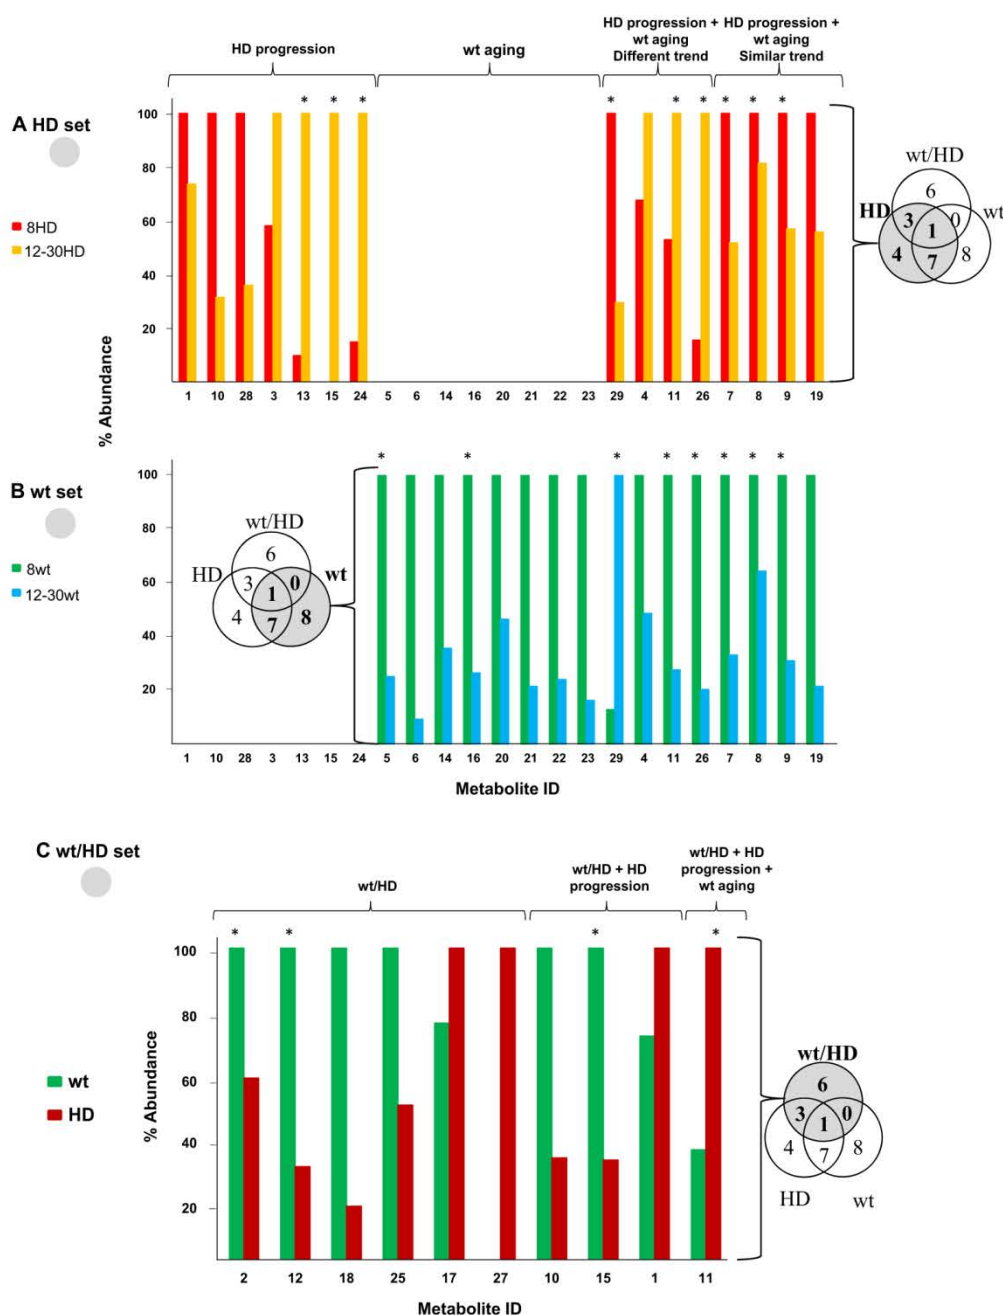 HD progression
wt aging
HD progression +
wt aging
Different trend
HD progression +
wt aging
Similar trend
A HD set
8HD
12-30HD
% Abundance
100
80
60
40
20
* * * * * * * * *
1 10 28 3 13 15 24 5 6 14 16 20 21 22 23 29 4 11 26 7 8 9 19
wt/HD
6
HD 3 0 wt
1
4 7 8
B wt set
8wt
12-30wt
100
80
60
40
20
* * * * * * * *
wt/HD
6
HD 3 0 wt
1
4 7 8
1 10 28 3 13 15 24 5 6 14 16 20 21 22 23 29 4 11 26 7 8 9 19
Metabolite ID
C wt/HD set
wt/HD
wt/HD + HD
progression
wt/HD + HD
progression +
wt aging
wt
HD
% Abundance
100
80
60
40
20
* * * *
2 12 18 25 17 27 10 15 1 11
Metabolite ID
wt/HD
6
3 0
1
4 7 8
HD wt